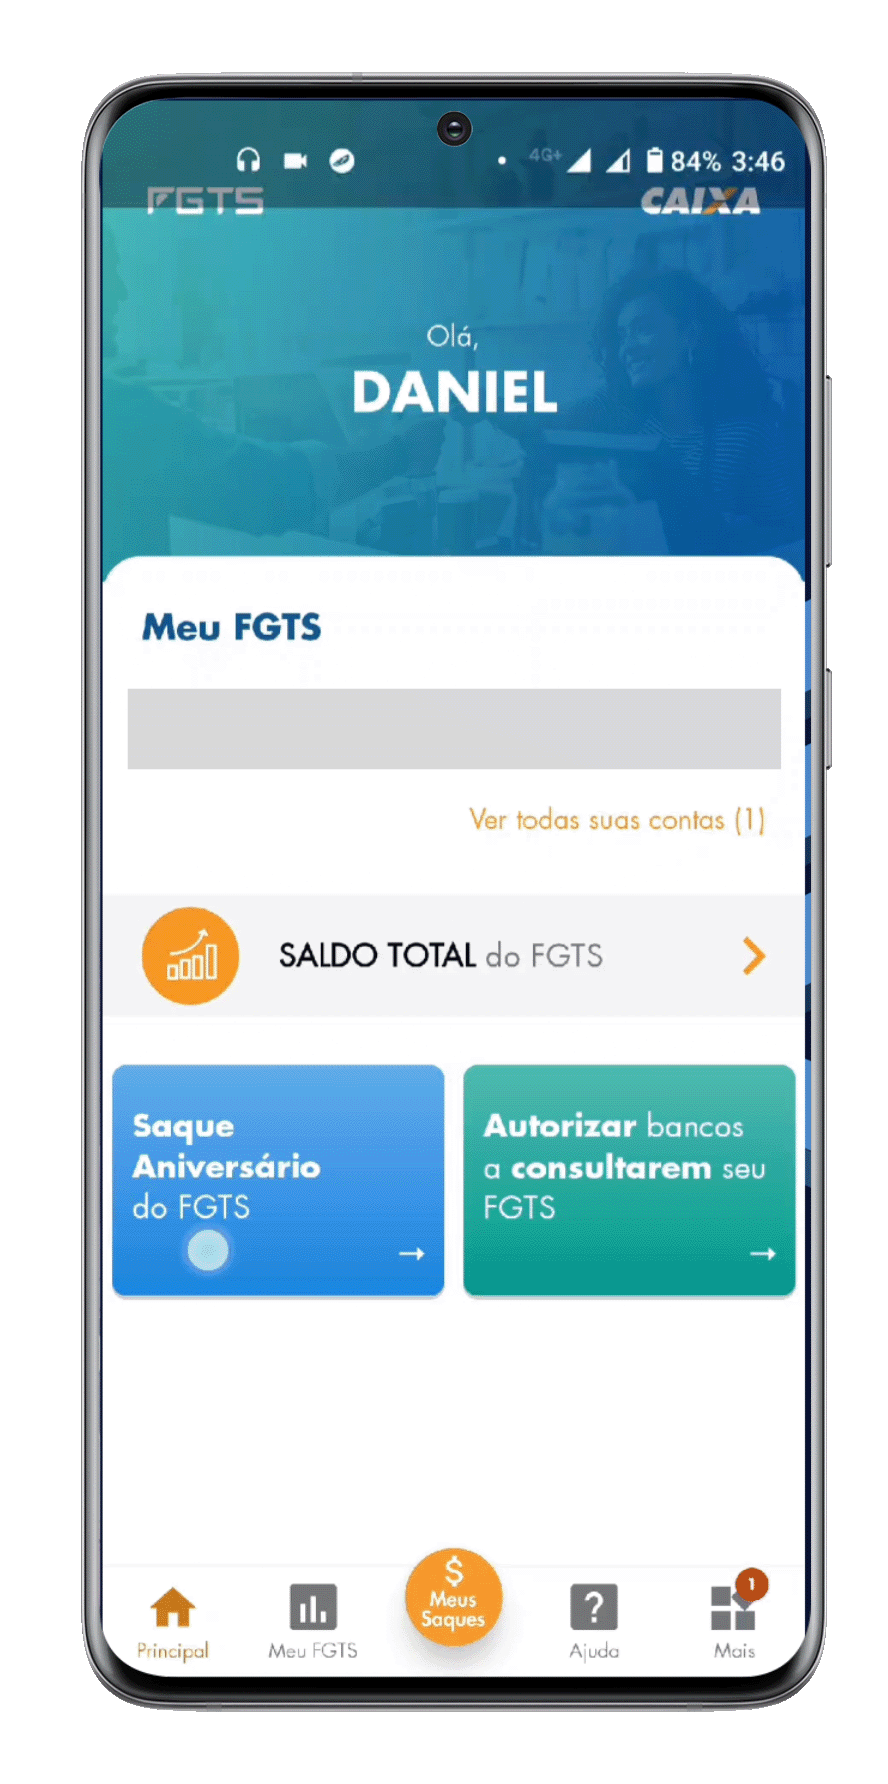 4G+ 84% 3:46
FGTS CAIXA
Olá,
DANIEL
Meu FGTS
Ver todas suas contas (1)
SALDO TOTAL do FGTS
Saque
Aniversário
do FGTS
Autorizar bancos
a consultarem seu
FGTS
$
Meus
Saques
1
Principal
Meu FGTS
?
Ajuda
Mais